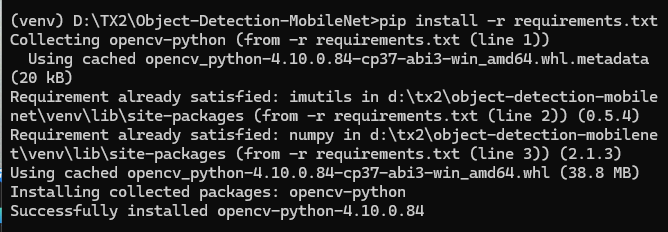 (venv) D:\TX2\Object-Detection-MobileNet>pip install -r requirements.txt
Collecting opencv-python (from -r requirements.txt (line 1))
  Using cached opencv_python-4.10.0.84-cp37-abi3-win_amd64.whl.metadata
(20 kB)
Requirement already satisfied: imutils in d:\tx2\object-detection-mobile
net\venv\lib\site-packages (from -r requirements.txt (line 2)) (0.5.4)
Requirement already satisfied: numpy in d:\tx2\object-detection-mobilene
t\venv\lib\site-packages (from -r requirements.txt (line 3)) (2.1.3)
Using cached opencv_python-4.10.0.84-cp37-abi3-win_amd64.whl (38.8 MB)
Installing collected packages: opencv-python
Successfully installed opencv-python-4.10.0.84